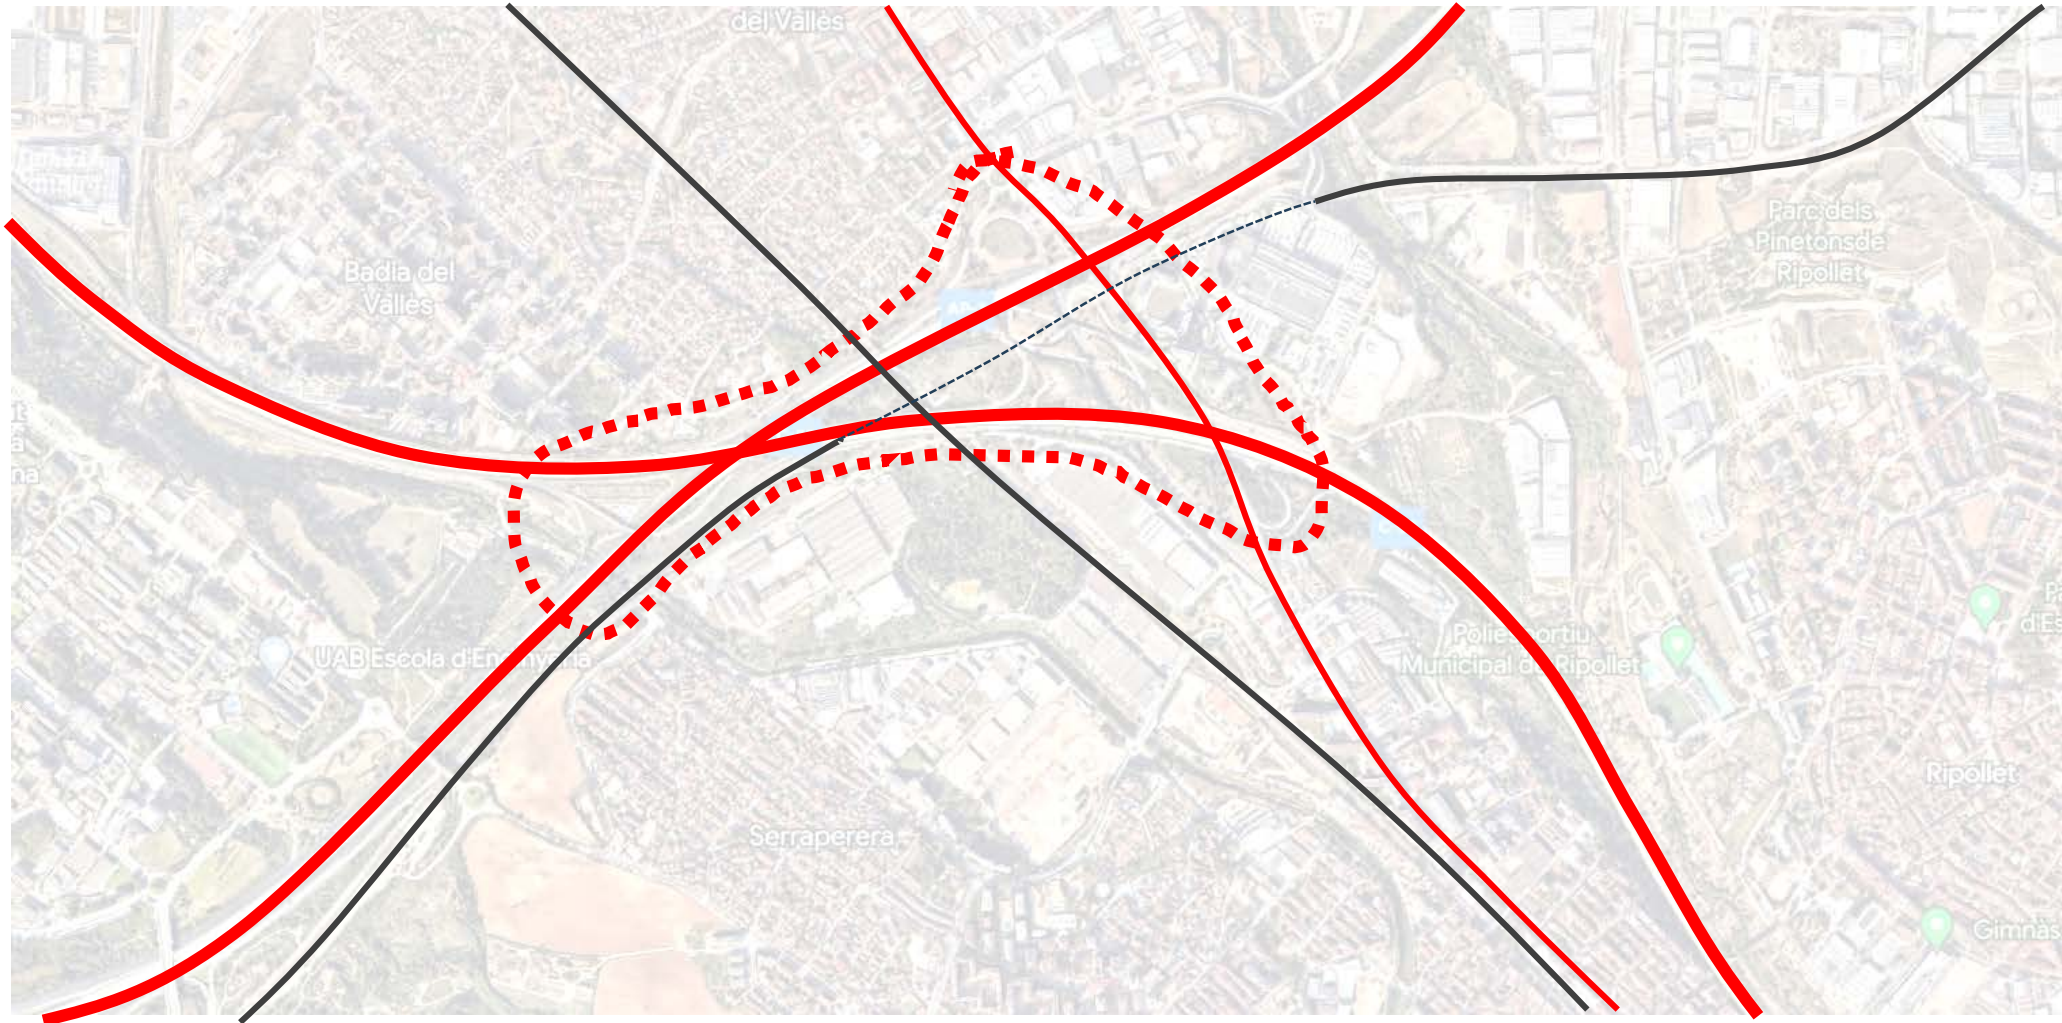 del Vallès
Badia del
Vallès
Parc dels
Pinetons de
Ripollet
UAB Escola d'Enginyeria
Poliesportiu
Municipal de Ripollet
Ripollet
Serraperera
Gimnàs